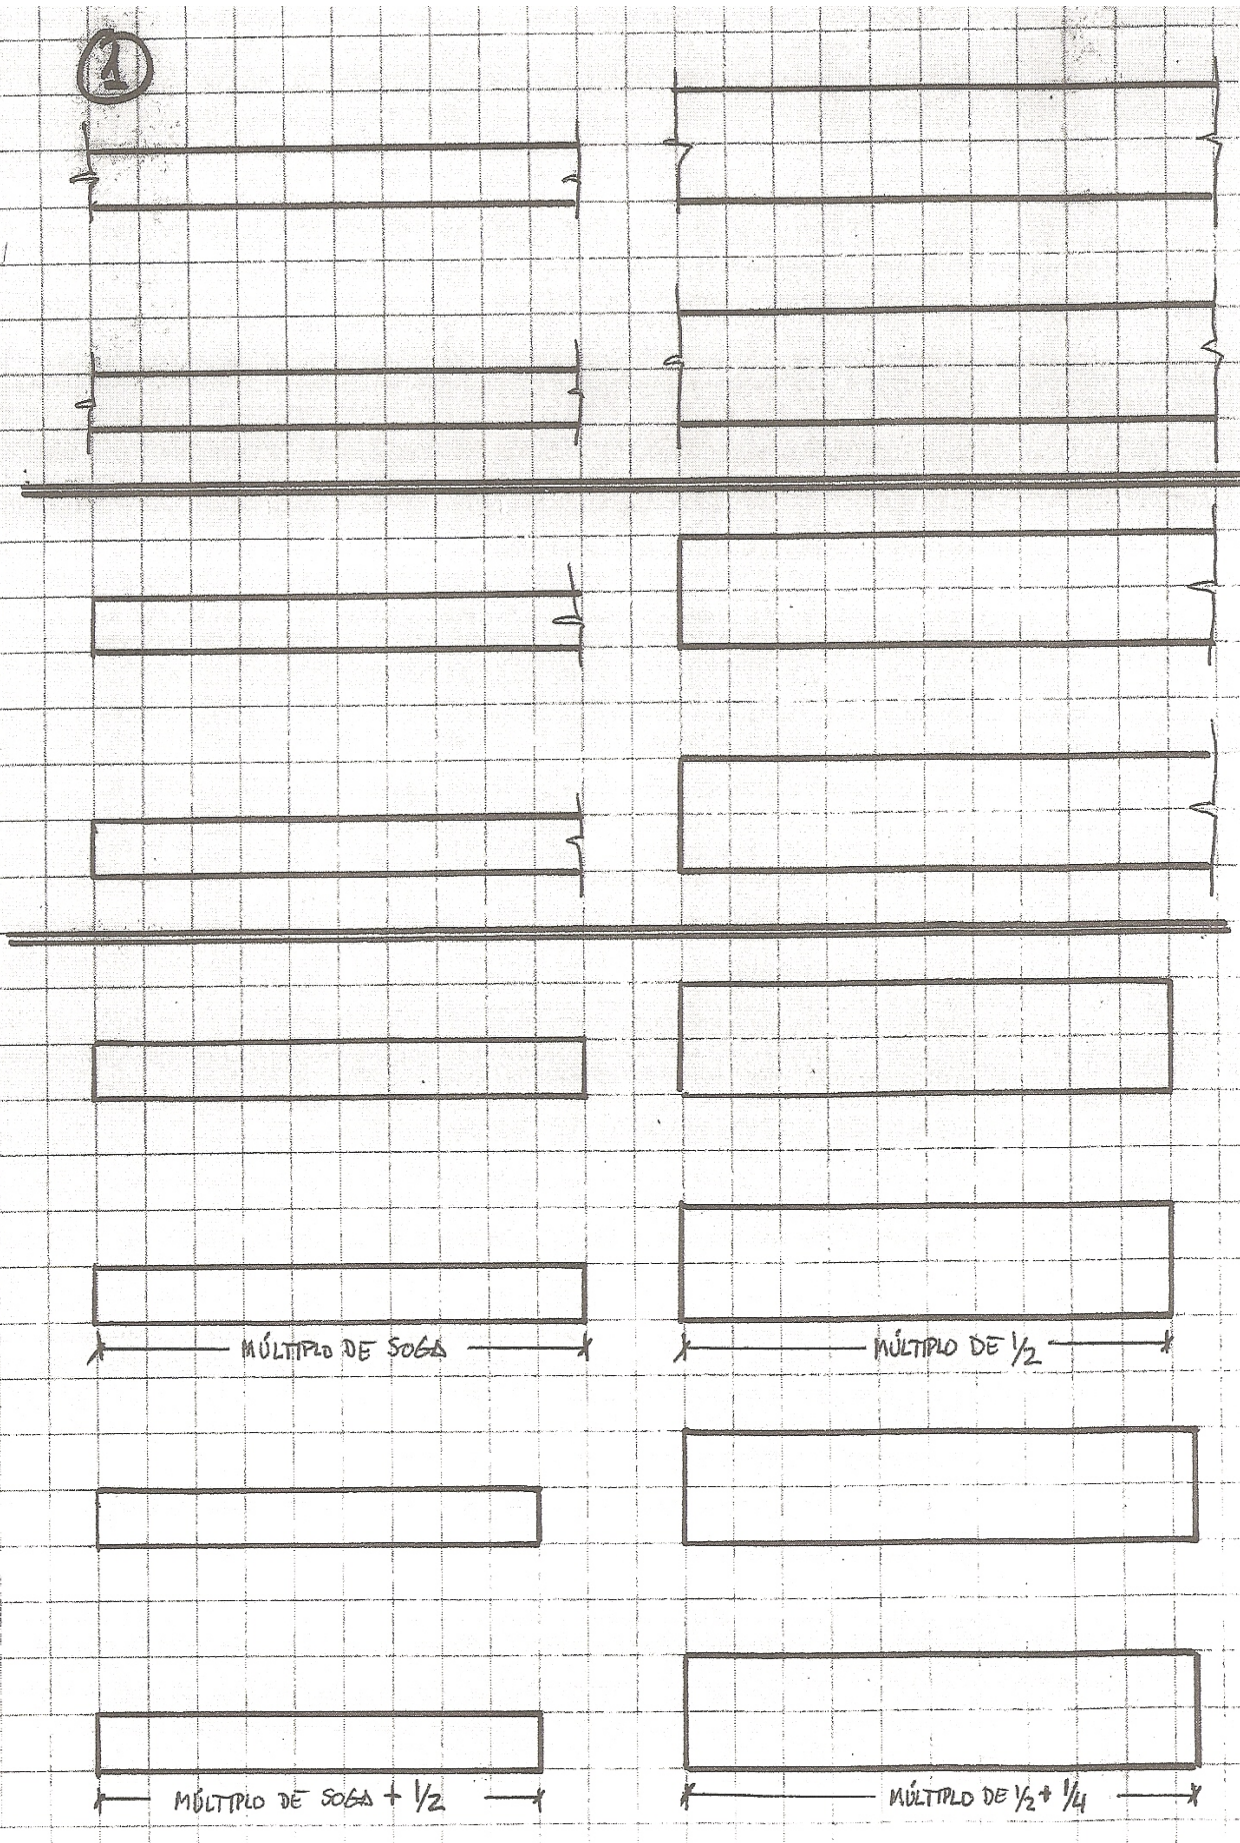 1
MÚLTIPLO DE SOGA
MÚLTIPLO DE 1/2
MÚLTIPLO DE SOGA + 1/2
MÚLTIPLO DE 1/2 + 1/4